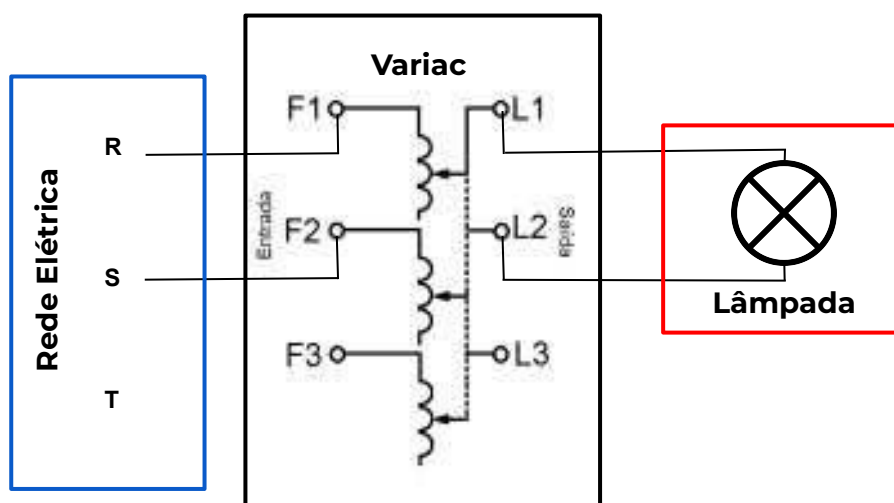 Variac
F1
L1
R
Rede Elétrica
Entrada
F2
L2
Saída
S
Lâmpada
F3
L3
T